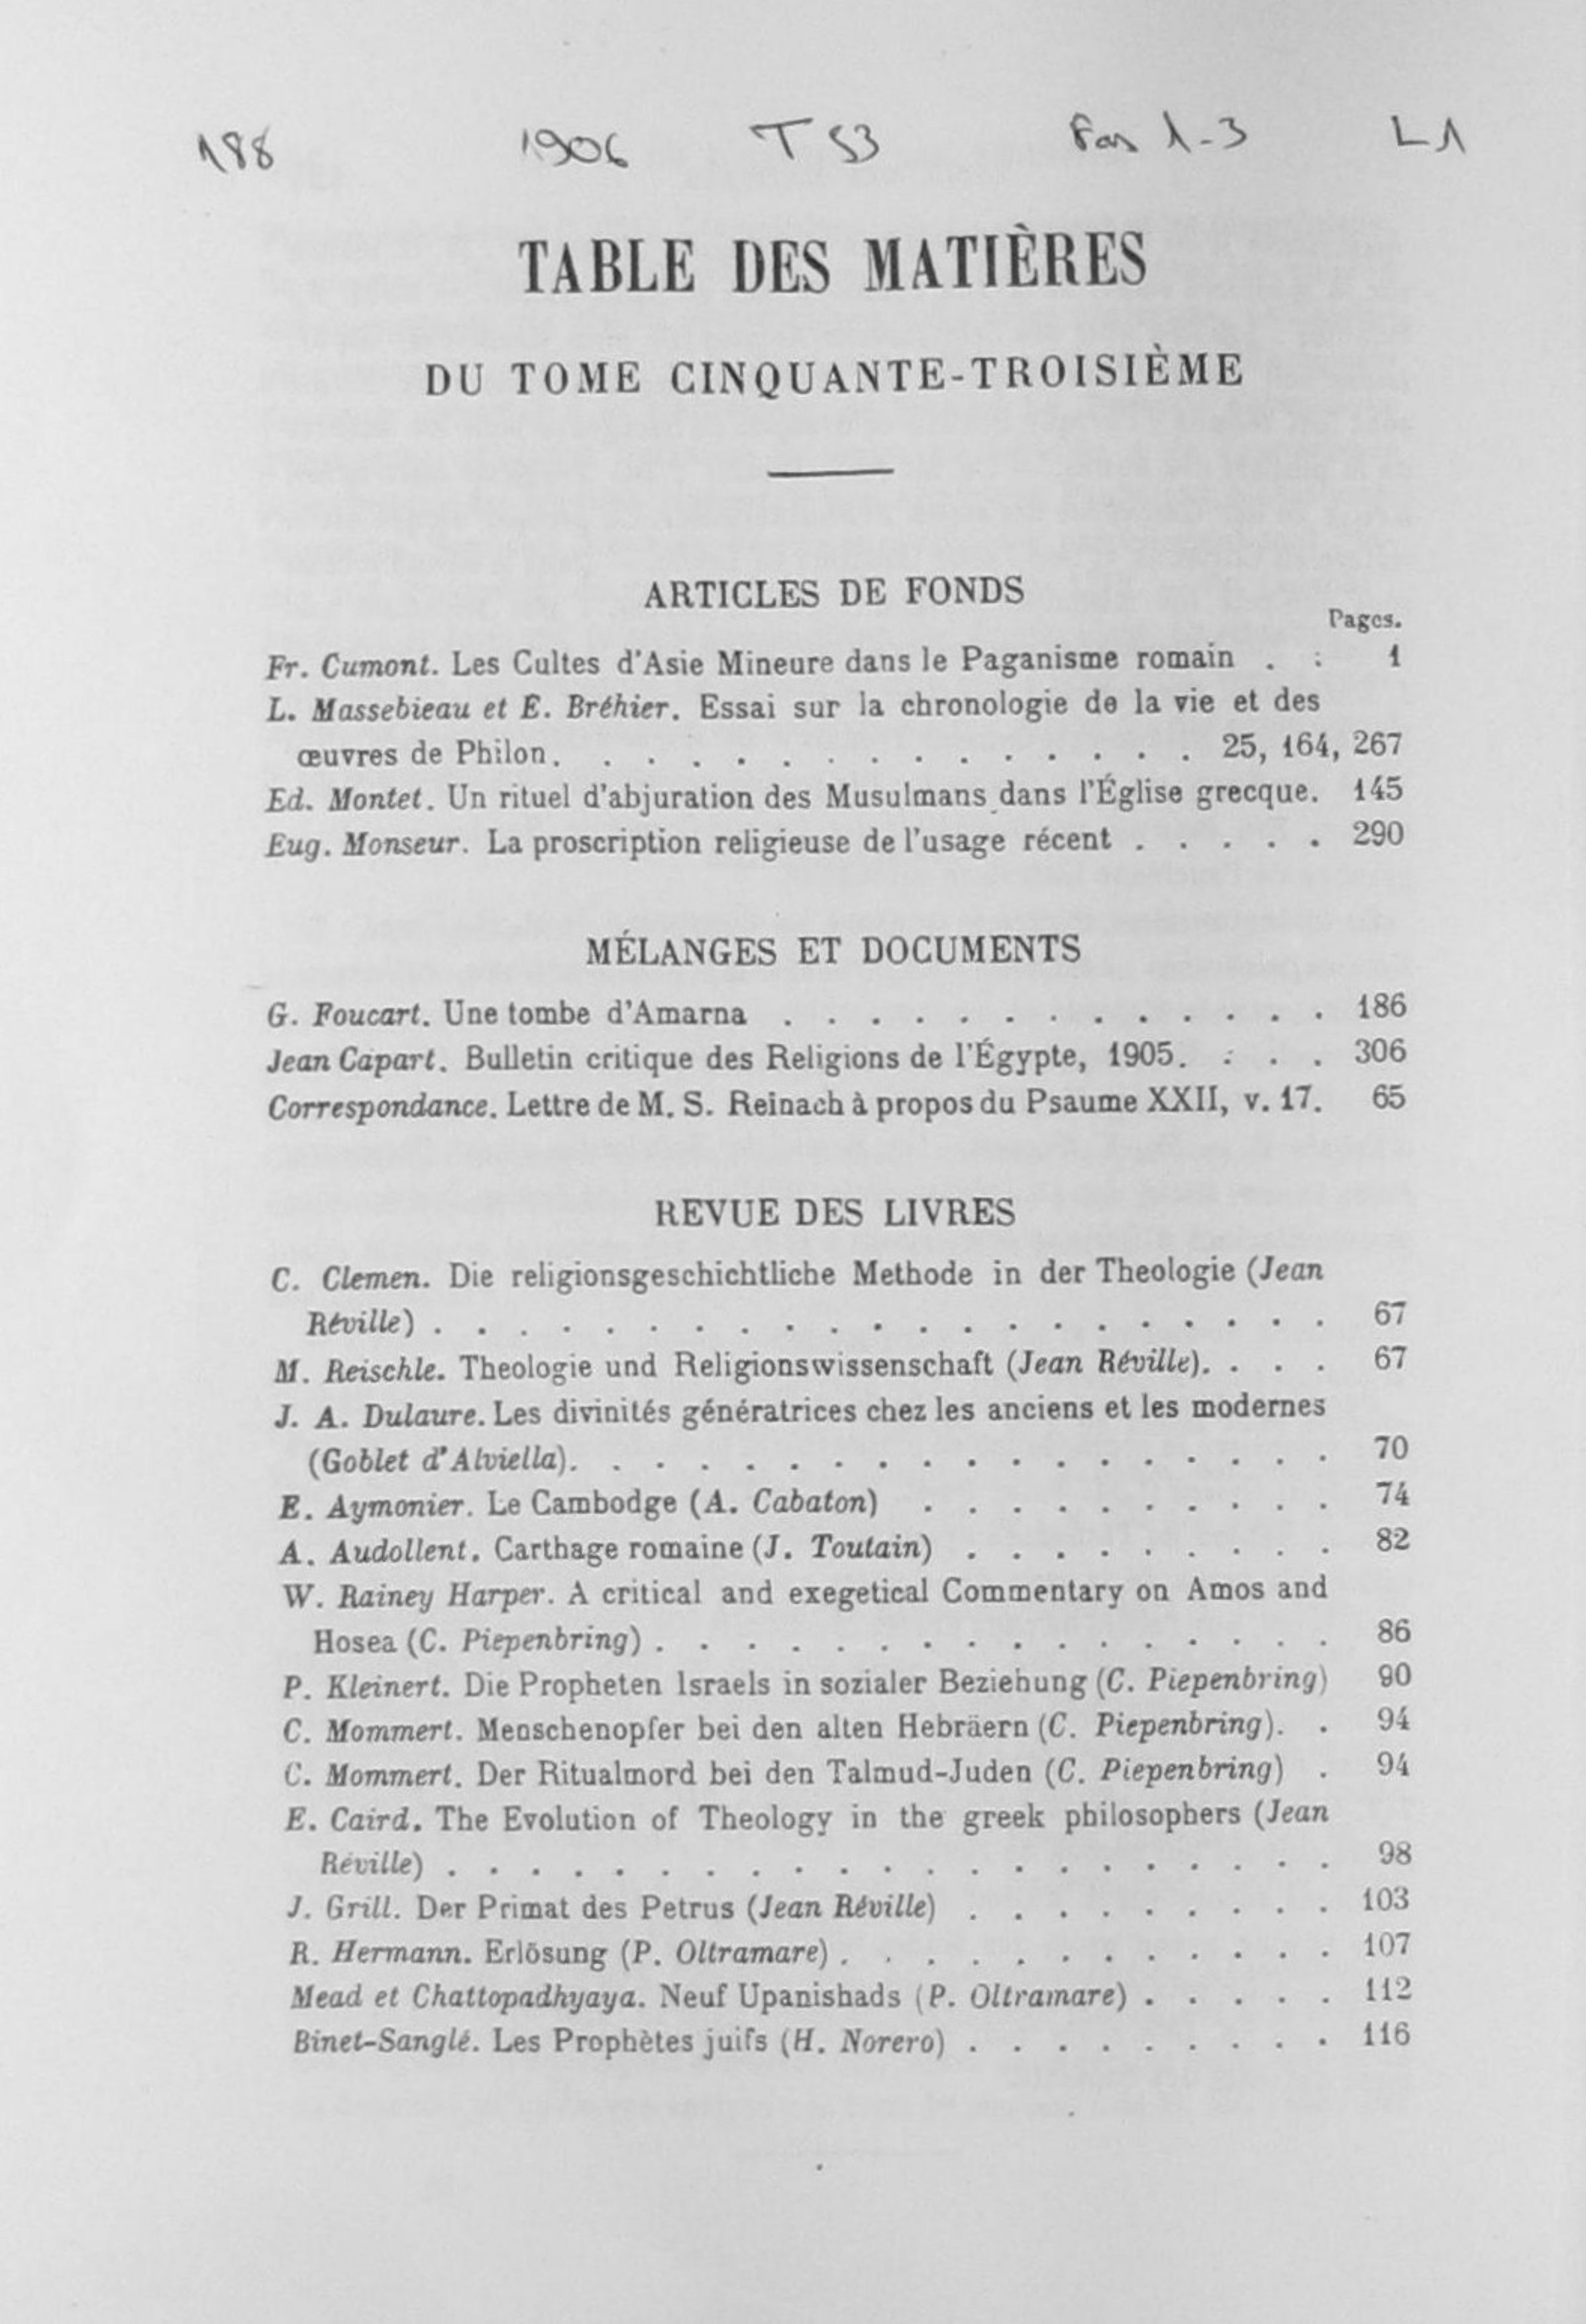 188 1906 T 53 Fas 1-3 L1
TABLE DES MATIÈRES
DU TOME CINQUANTE-TROISIÈME
ARTICLES DE FONDS
Pages.
Fr. Cumont. Les Cultes d'Asie Mineure dans le Paganisme romain . . 1
L. Massebieau et E. Bréhier. Essai sur la chronologie de la vie et des
œuvres de Philon. . . . . . . . . . . . . . . . 25, 164, 267
Ed. Montet. Un rituel d'abjuration des Musulmans dans l'Église grecque. 145
Eug. Monseur. La proscription religieuse de l'usage récent . . . . . 290
MÉLANGES ET DOCUMENTS
G. Foucart. Une tombe d'Amarna . . . . . . . . . . . . . 186
Jean Capart. Bulletin critique des Religions de l'Égypte, 1905. . . . 306
Correspondance. Lettre de M. S. Reinach à propos du Psaume XXII, v. 17. 65
REVUE DES LIVRES
C. Clemen. Die religionsgeschichtliche Methode in der Theologie (Jean
Réville) . . . . . . . . . . . . . . . . . . . . . 67
M. Reischle. Theologie und Religionswissenschaft (Jean Réville). . . . 67
J. A. Dulaure. Les divinités génératrices chez les anciens et les modernes
(Goblet d'Alviella). . . . . . . . . . . . . . . . . . 70
E. Aymonier. Le Cambodge (A. Cabaton) . . . . . . . . . . 74
A. Audollent. Carthage romaine (J. Toutain) . . . . . . . . . 82
W. Rainey Harper. A critical and exegetical Commentary on Amos and
Hosea (C. Piepenbring) . . . . . . . . . . . . . . . . 86
P. Kleinert. Die Propheten Israels in sozialer Beziehung (C. Piepenbring) 90
C. Mommert. Menschenopfer bei den alten Hebräern (C. Piepenbring). . 94
C. Mommert. Der Ritualmord bei den Talmud-Juden (C. Piepenbring) . 94
E. Caird. The Evolution of Theology in the greek philosophers (Jean
Réville) . . . . . . . . . . . . . . . . . . . . . 98
J. Grill. Der Primat des Petrus (Jean Réville) . . . . . . . . . 103
R. Hermann. Erlösung (P. Oltramare) . . . . . . . . . . . . 107
Mead et Chattopadhyaya. Neuf Upanishads (P. Oltramare) . . . . . 112
Binet-Sanglé. Les Prophètes juifs (H. Norero) . . . . . . . . . 116